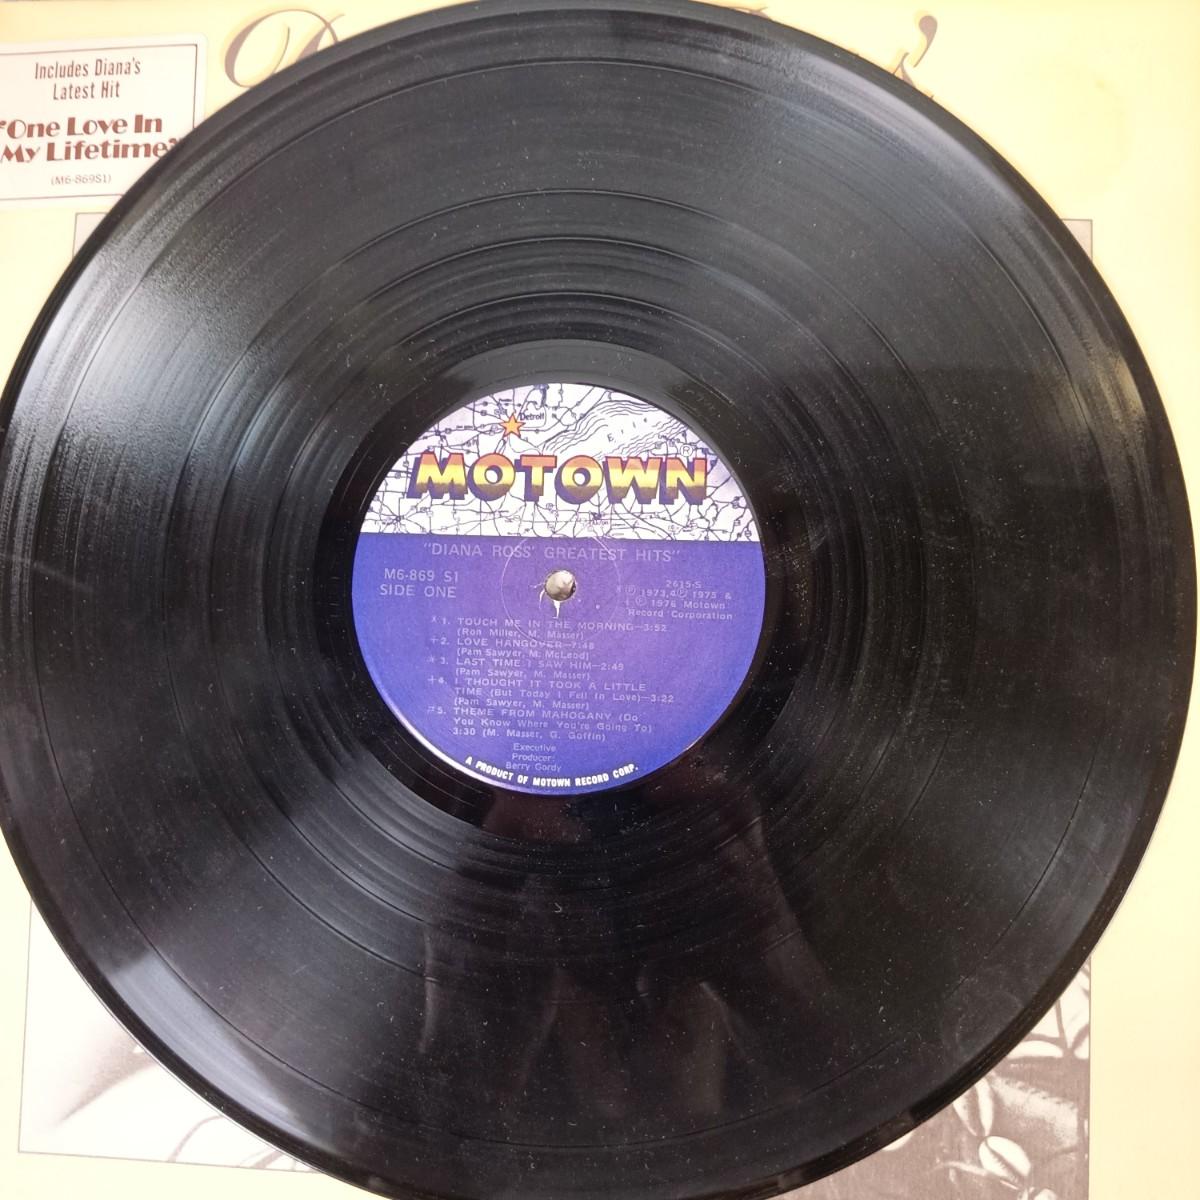 Includes Diana's
Latest Hit
"One Love In
My Lifetime"
(M6-869S1)
Detroit
Erie
MOTOWN®
"DIANA ROSS' GREATEST HITS"
M6-869 S1
SIDE ONE
2615-S
* ℗ 1973, ℗ 1975 &
℗ 1976 Motown
Record Corporation
* 1. TOUCH ME IN THE MORNING—3:52
(Ron Miller, M. Masser)
+ 2. LOVE HANGOVER—7:48
(Pam Sawyer, M. McLeod)
* 3. LAST TIME I SAW HIM—2:49
(Pam Sawyer, M. Masser)
+ 4. I THOUGHT IT TOOK A LITTLE
TIME (But Today I Fell In Love)—3:22
(Pam Sawyer, M. Masser)
5. THEME FROM MAHOGANY (Do
You Know Where You're Going To)
3:30 (M. Masser, G. Goffin)
Executive
Producer:
Berry Gordy
A PRODUCT OF MOTOWN RECORD CORP.